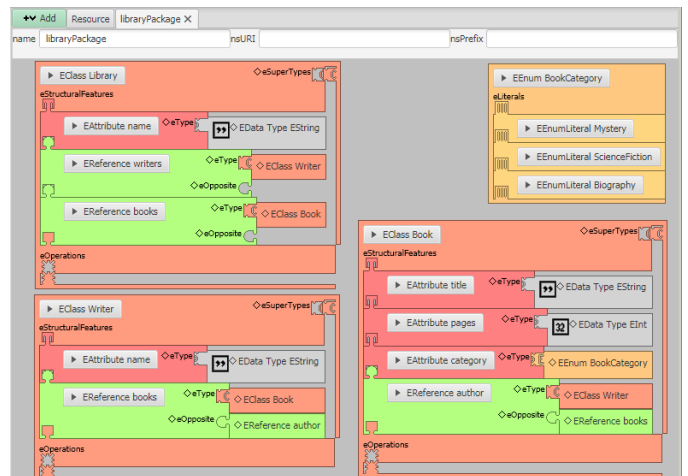 Add Resource libraryPackage
name libraryPackage nsURI nsPrefix
EClass Library eSuperTypes
eStructuralFeatures
EAttribute name eType EData Type EString
EReference writers eType EClass Writer
eOpposite
EReference books eType EClass Book
eOpposite
eOperations
EClass Writer eSuperTypes
eStructuralFeatures
EAttribute name eType EData Type EString
EReference books eType EClass Book
eOpposite EReference author
eOperations
EEnum BookCategory
eLiterals
EEnumLiteral Mystery
EEnumLiteral ScienceFiction
EEnumLiteral Biography
EClass Book eSuperTypes
eStructuralFeatures
EAttribute title eType EData Type EString
EAttribute pages eType 32 EData Type EInt
EAttribute category eType EEnum BookCategory
EReference author eType EClass Writer
eOpposite EReference books
eOperations